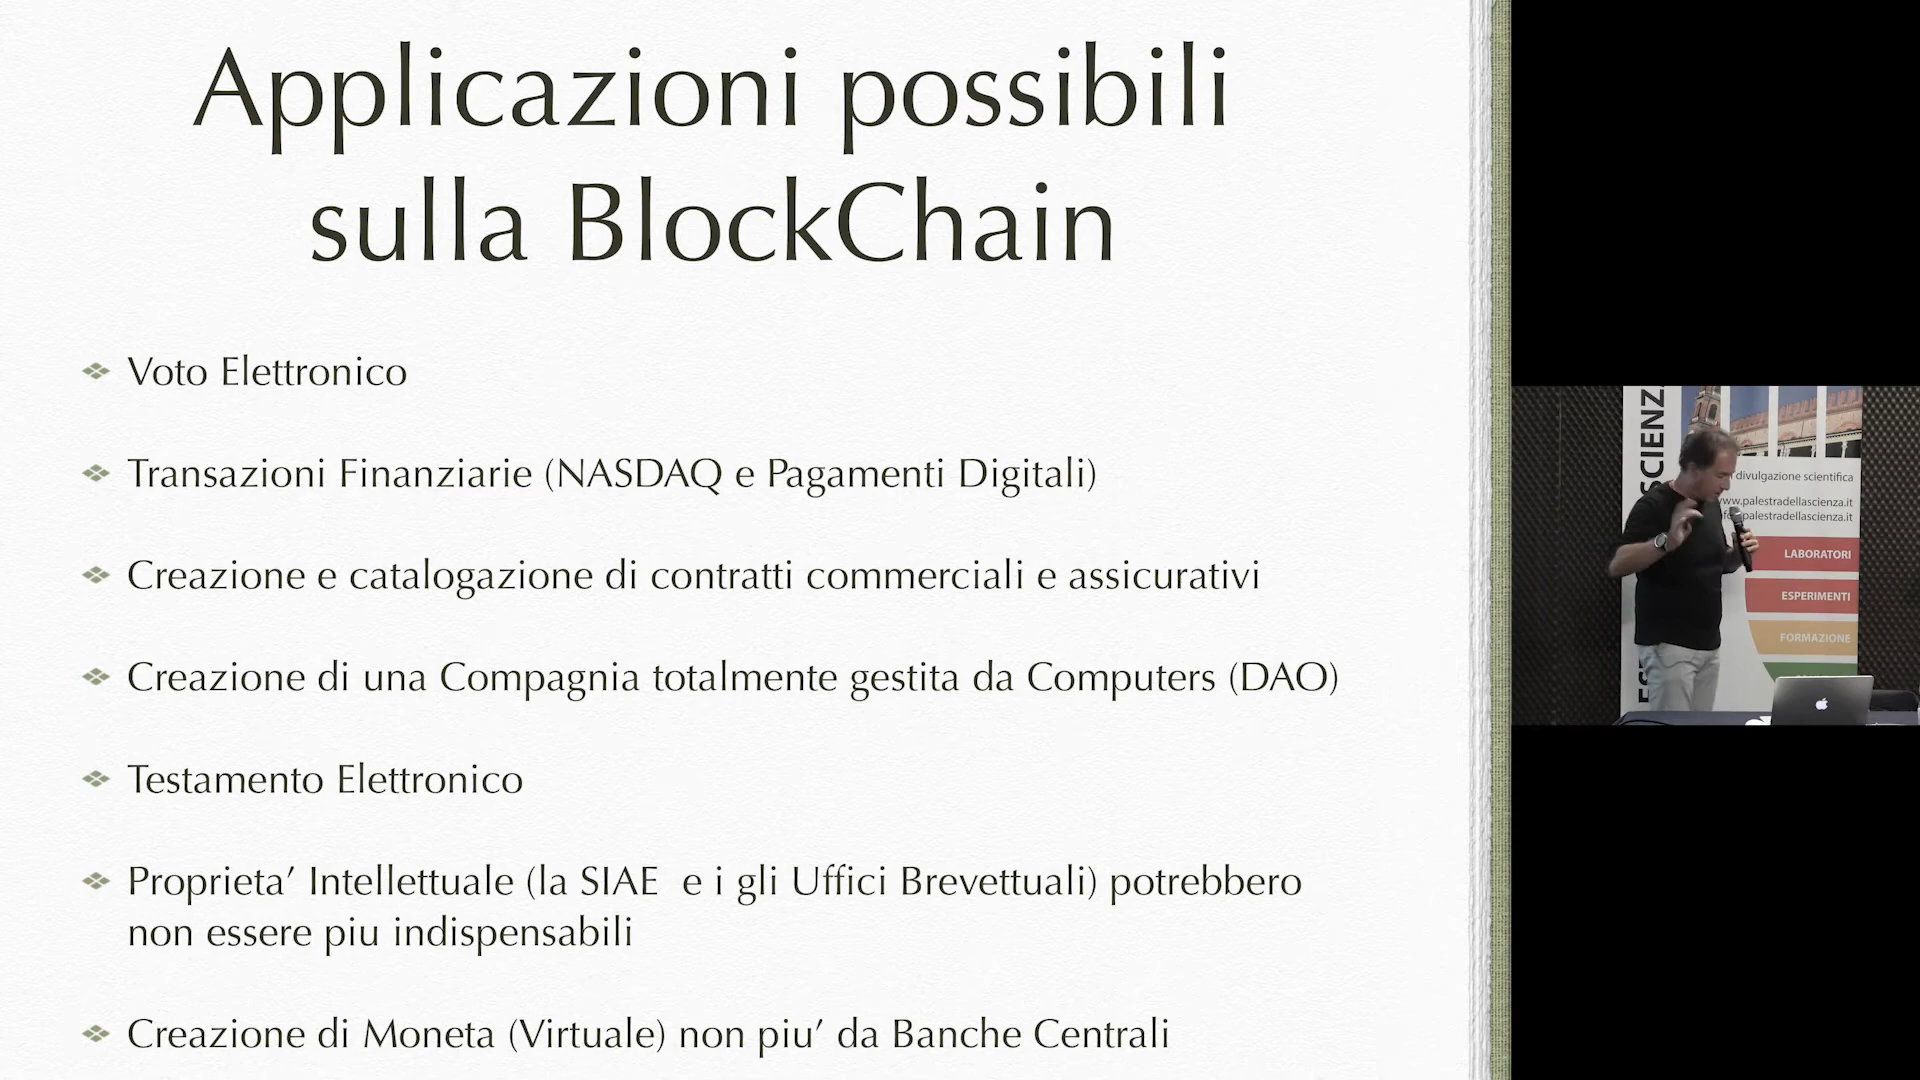 Applicazioni possibili
sulla BlockChain
Voto Elettronico
Transazioni Finanziarie (NASDAQ e Pagamenti Digitali)
Creazione e catalogazione di contratti commerciali e assicurativi
Creazione di una Compagnia totalmente gestita da Computers (DAO)
Testamento Elettronico
Proprieta’ Intellettuale (la SIAE  e i gli Uffici Brevettuali) potrebbero
non essere piu indispensabili
Creazione di Moneta (Virtuale) non piu’ da Banche Centrali
divulgazione scientifica
www.palestradellascienza.it
palestradellascienza.it
LABORATORI
ESPERIMENTI
FORMAZIONE